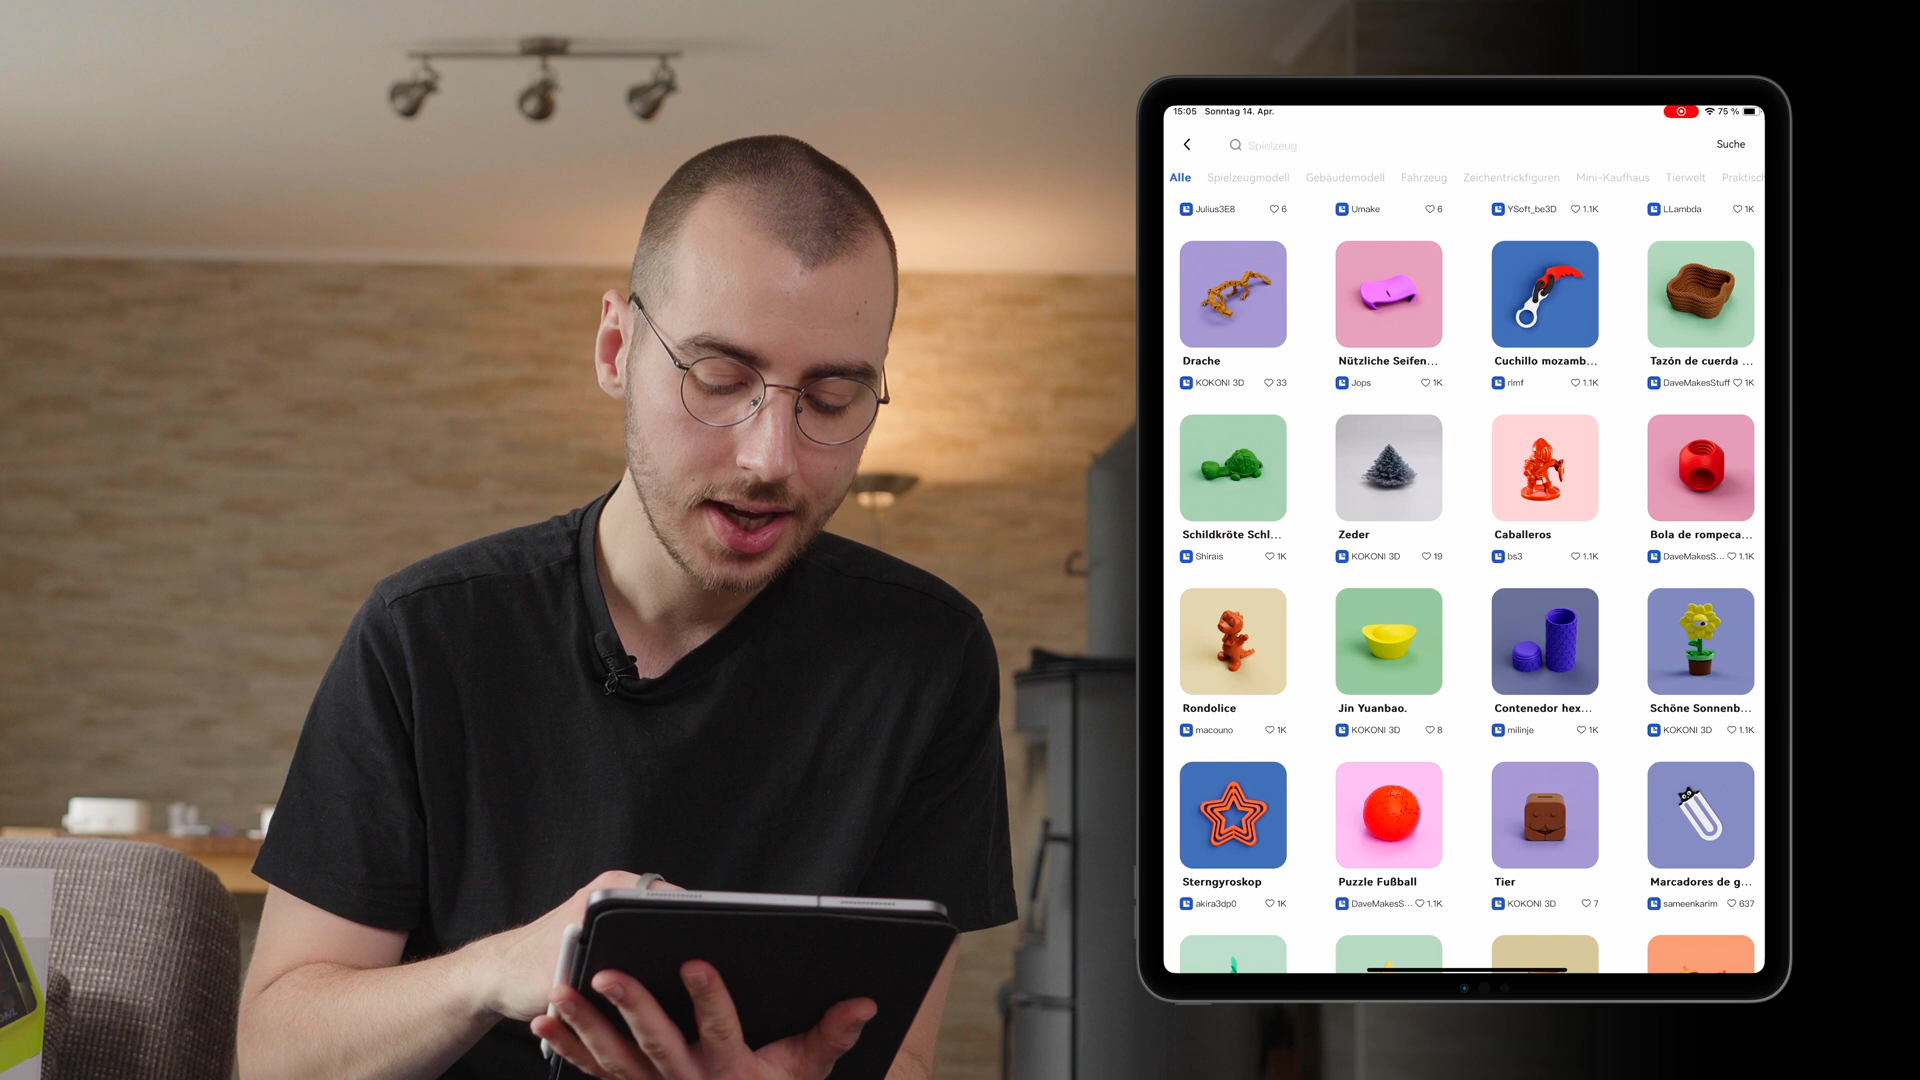 15:05 Sonntag 14. Apr. 75 %
Spielzeug Suche
Alle Spielzeugmodell Gebäudemodell Fahrzeug Zeichentrickfiguren Mini-Kaufhaus Tierwelt Praktisch
Julius3E8 6 Umake 6 YSoft_be3D 1.1K LLambda 1K
Drache Nützliche Seifen... Cuchillo mozamb... Tazón de cuerda ...
KOKONI 3D 33 Jops 1K rlmf 1.1K DaveMakesStuff 1K
Schildkröte Schl... Zeder Caballeros Bola de rompeca...
Shirais 1K KOKONI 3D 19 bs3 1.1K DaveMakesS... 1.1K
Rondolice Jin Yuanbao. Contenedor hex... Schöne Sonnenb...
macouno 1K KOKONI 3D 8 milinje 1K KOKONI 3D 1.1K
Sterngyroskop Puzzle Fußball Tier Marcadores de g...
akira3dp0 1K DaveMakesS... 1.1K KOKONI 3D 7 sameenkarim 637